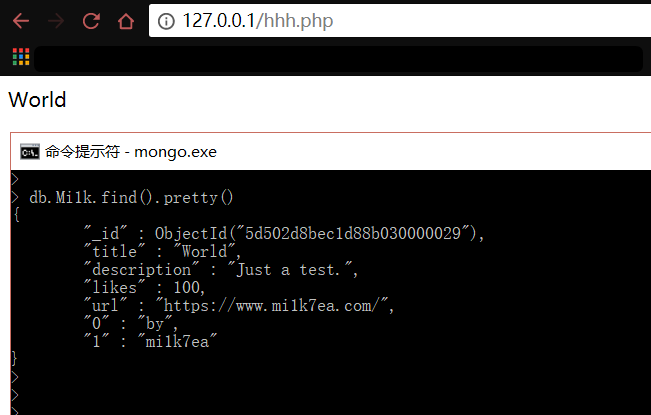 127.0.0.1/hhh.php
World
命令提示符 - mongo.exe
>
> db.Milk.find().pretty()
{
"_id" : ObjectId("5d502d8bec1d88b030000029"),
"title" : "World",
"description" : "Just a test.",
"likes" : 100,
"url" : "https://www.mi1k7ea.com/",
"0" : "by",
"1" : "mi1k7ea"
}
>
>
>